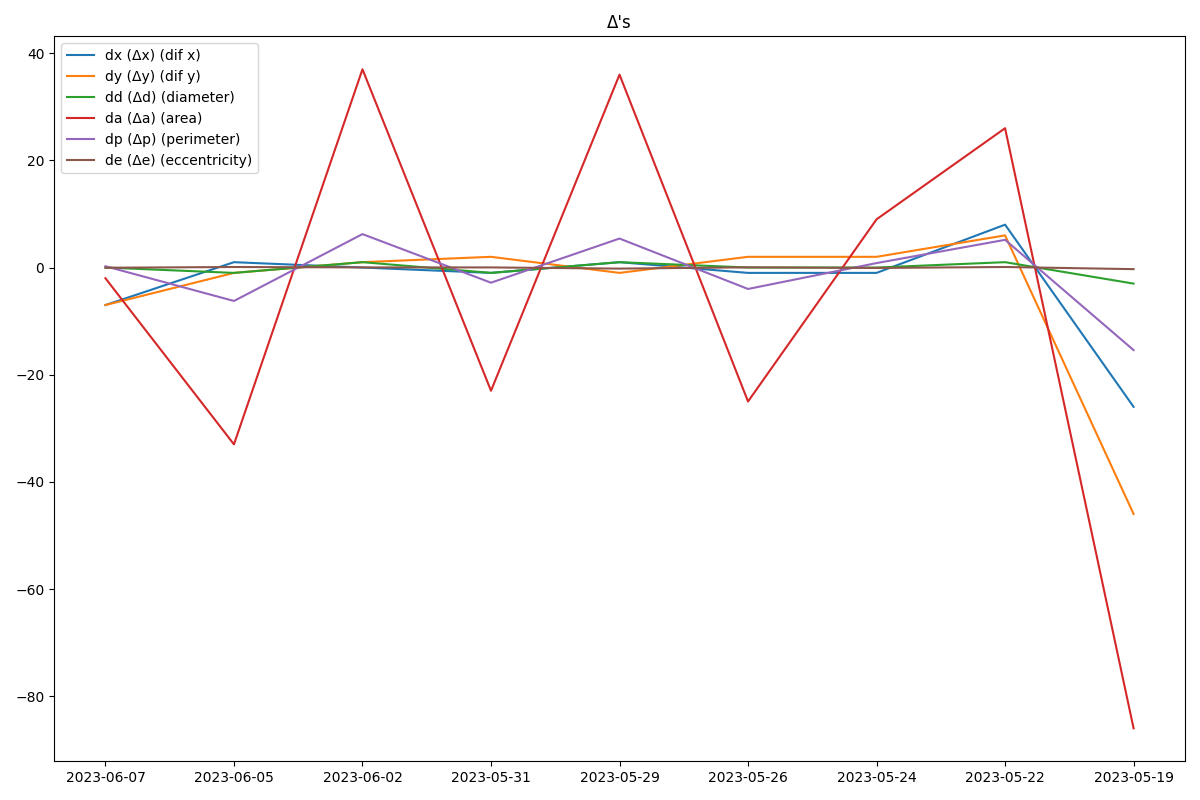 Δ's
dx (Δx) (dif x)
dy (Δy) (dif y)
dd (Δd) (diameter)
da (Δa) (area)
dp (Δp) (perimeter)
de (Δe) (eccentricity)
40
20
0
−20
−40
−60
−80
2023-06-07 2023-06-05 2023-06-02 2023-05-31 2023-05-29 2023-05-26 2023-05-24 2023-05-22 2023-05-19